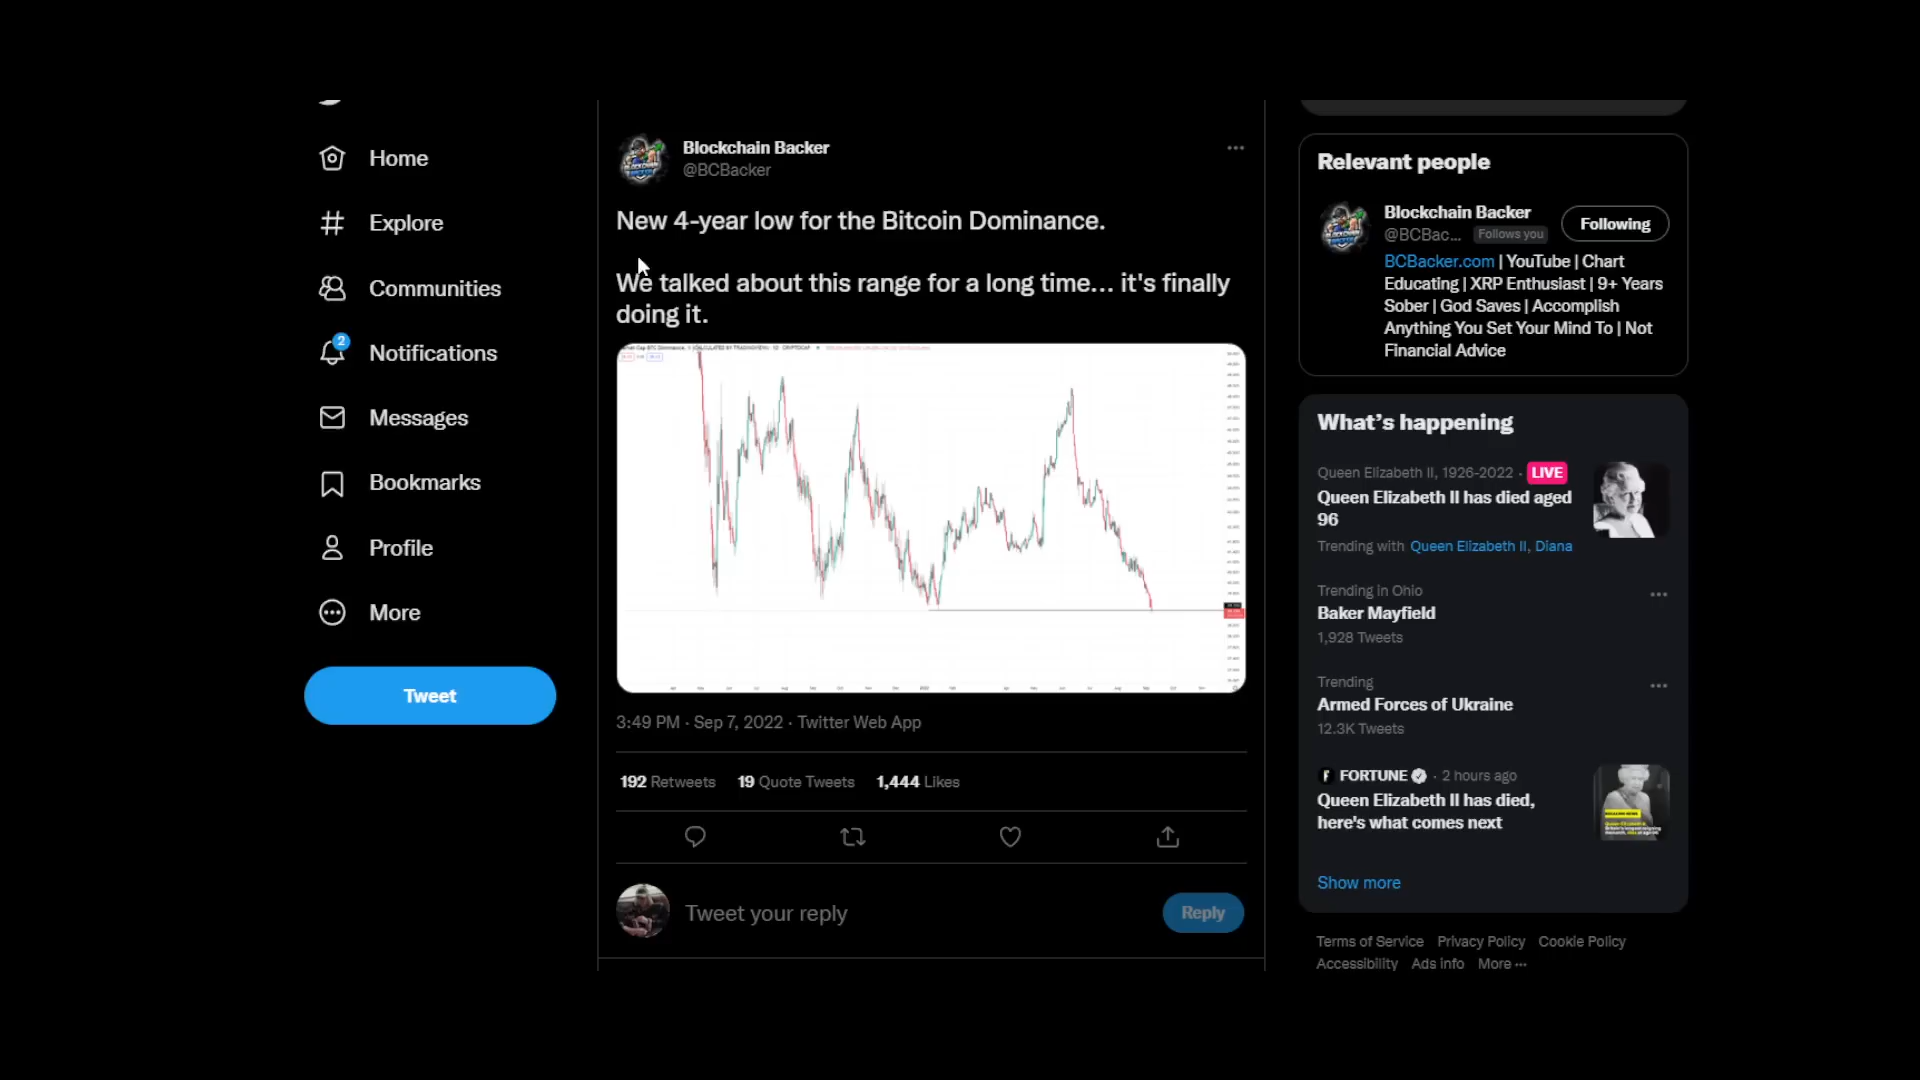 Home
Explore
Communities
2
Notifications
Messages
Bookmarks
Profile
More
Tweet
Blockchain Backer
@BCBacker
New 4-year low for the Bitcoin Dominance.
We talked about this range for a long time... it's finally
doing it.
3:49 PM · Sep 7, 2022 · Twitter Web App
192 Retweets 19 Quote Tweets 1,444 Likes
Tweet your reply
Reply
Relevant people
Blockchain Backer
@BCBac... Follows you
Following
BCBacker.com | YouTube | Chart
Educating | XRP Enthusiast | 9+ Years
Sober | God Saves | Accomplish
Anything You Set Your Mind To | Not
Financial Advice
What's happening
Queen Elizabeth II, 1926-2022 · LIVE
Queen Elizabeth II has died aged
96
Trending with Queen Elizabeth II, Diana
Trending in Ohio
Baker Mayfield
1,928 Tweets
Trending
Armed Forces of Ukraine
12.3K Tweets
F FORTUNE · 2 hours ago
Queen Elizabeth II has died,
here's what comes next
Show more
Terms of Service Privacy Policy Cookie Policy
Accessibility Ads info More ···